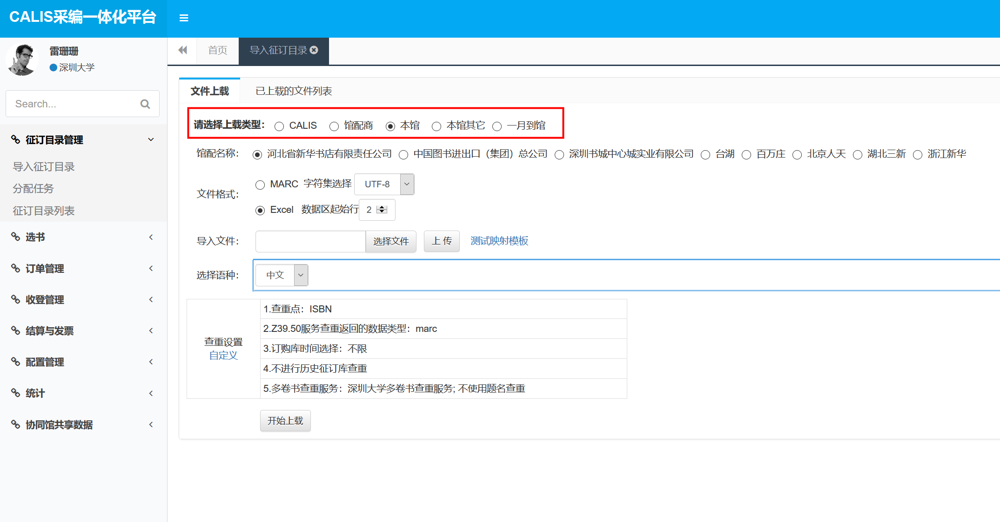 CALIS采编一体化平台
雷珊珊
深圳大学
Search...
征订目录管理
导入征订目录
分配任务
征订目录列表
选书
订单管理
收登管理
结算与发票
配置管理
统计
协同馆共享数据
首页 导入征订目录
文件上载 已上载的文件列表
请选择上载类型： CALIS 馆配商 本馆 本馆其它 一月到馆
馆配名称： 河北省新华书店有限责任公司 中国图书进出口（集团）总公司 深圳书城中心城实业有限公司 台湖 百万庄 北京人天 湖北三新 浙江新华
文件格式：
MARC 字符集选择 UTF-8
Excel 数据区起始行 2
导入文件： 选择文件 上 传 测试映射模板
选择语种： 中文
查重设置
自定义
1.查重点：ISBN
2.Z39.50服务查重返回的数据类型：marc
3.订购库时间选择：不限
4.不进行历史征订库查重
5.多卷书查重服务：深圳大学多卷书查重服务; 不使用题名查重
开始上载